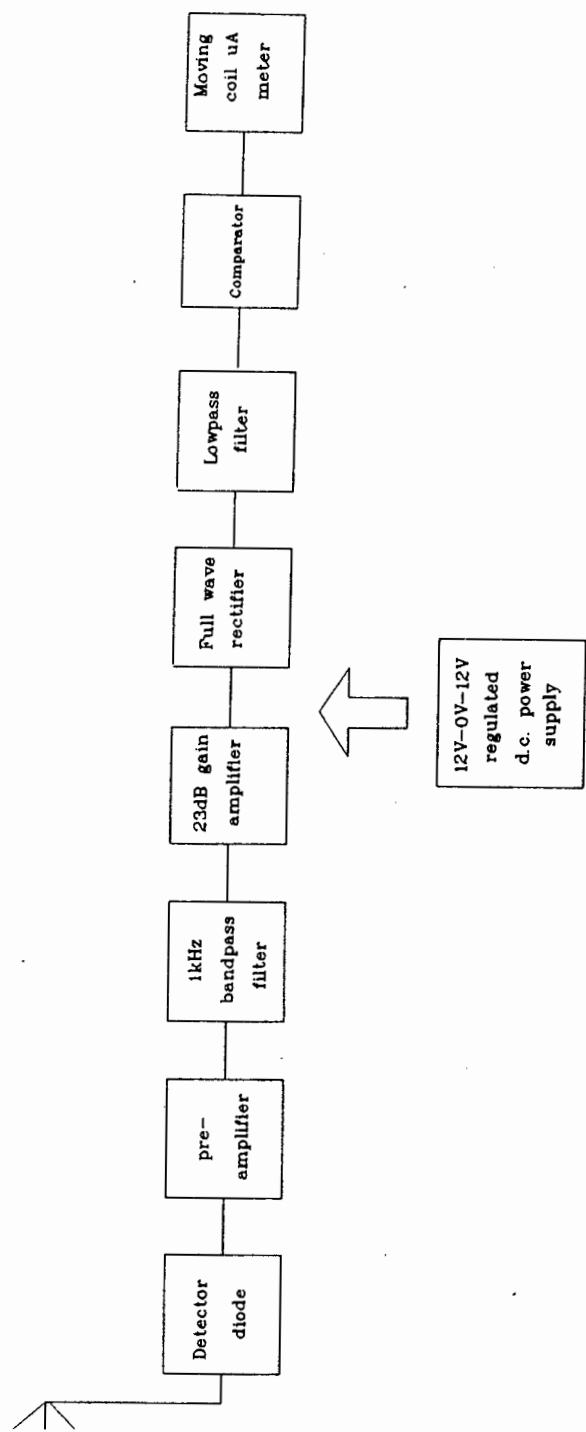 Detector
diode
pre-
amplifier
1kHz
bandpass
filter
23dB gain
amplifier
Full wave
rectifier
Lowpass
filter
Comparator
Moving
coil uA
meter
12V-0V-12V
regulated
d.c. power
supply